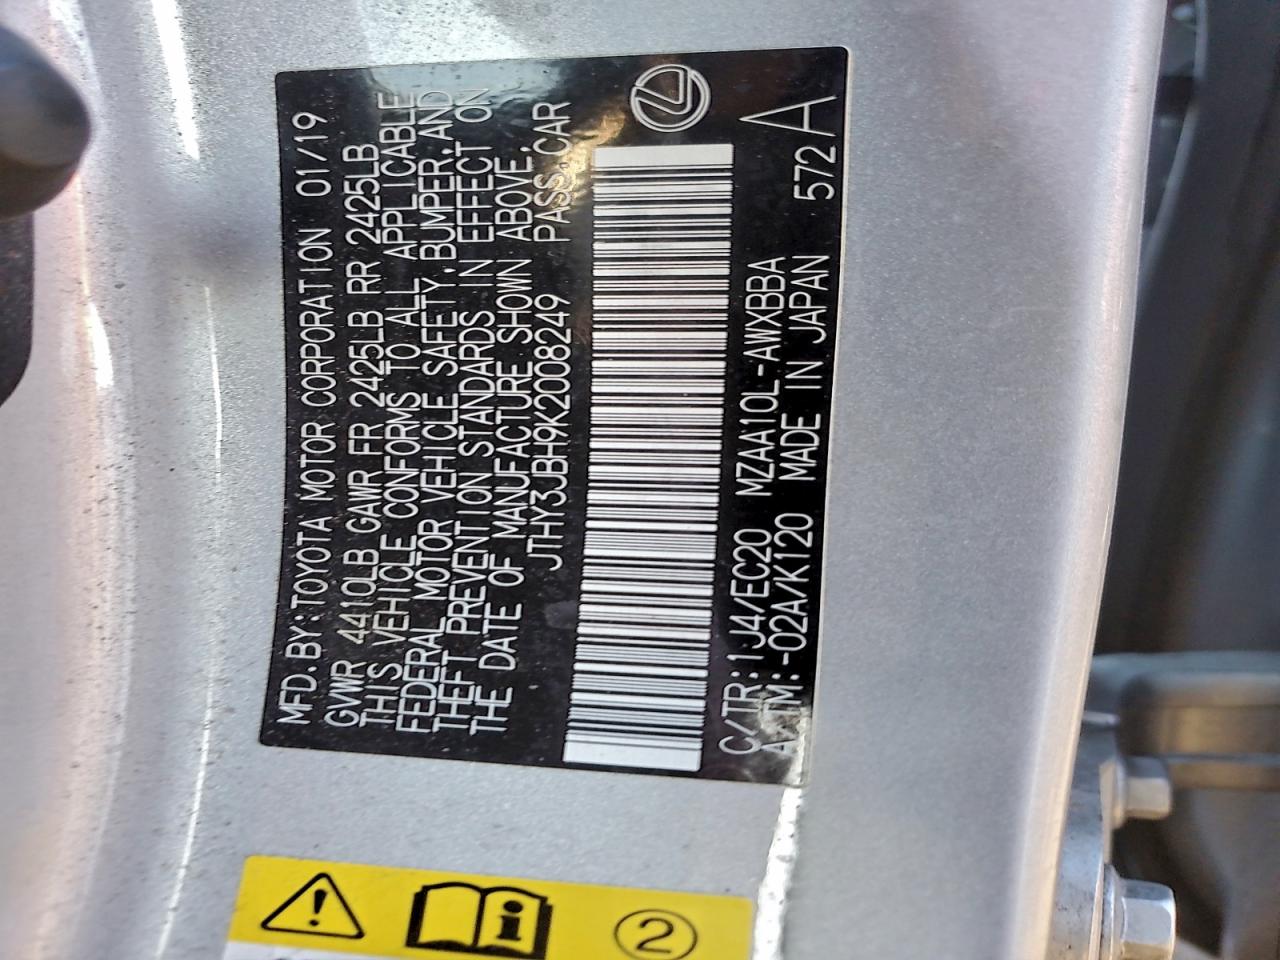 MFD.BY:TOYOTA MOTOR CORPORATION 01/19
GVWR 4410LB GAWR FR 2425LB RR 2425LB
THIS VEHICLE CONFORMS TO ALL APPLICABLE
FEDERAL MOTOR VEHICLE SAFETY,BUMPER,AND
THEFT PREVENTION STANDARDS IN EFFECT ON
THE DATE OF MANUFACTURE SHOWN ABOVE.
JTHY3JBH9K2008249 PASS.CAR
C/TR:1J4/EC20 MZAA10L-AWXBBA
A/TM:-02A/K120 MADE IN JAPAN 572 A
2